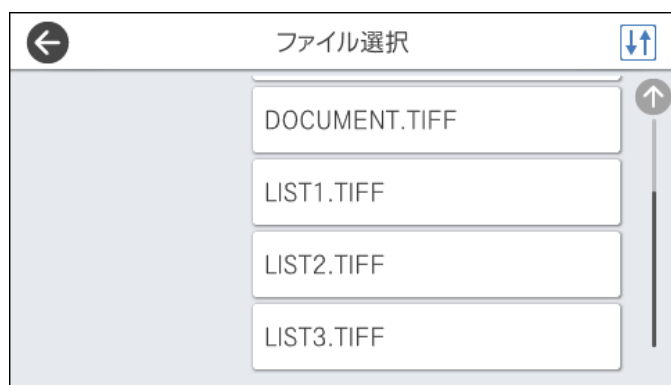 ファイル選択
DOCUMENT.TIFF
LIST1.TIFF
LIST2.TIFF
LIST3.TIFF